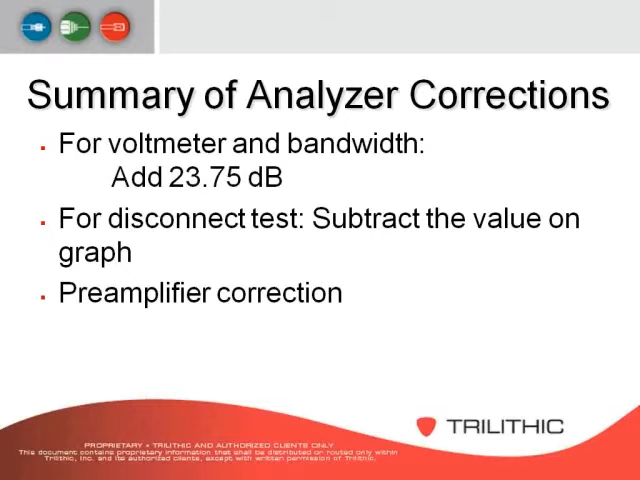 Summary of Analyzer Corrections
▪ For voltmeter and bandwidth:
Add 23.75 dB
▪ For disconnect test: Subtract the value on
graph
▪ Preamplifier correction
TRILITHIC
PROPRIETARY • TRILITHIC AND AUTHORIZED CLIENTS ONLY
This document contains proprietary information that shall be distributed or routed only within
Trilithic, Inc. and its authorized clients, except with written permission of Trilithic.